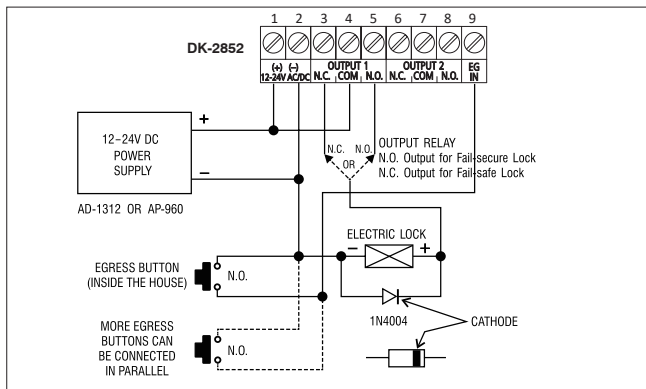 1 2 3 4 5 6 7 8 9
DK-2852
(+) (–) OUTPUT 1 OUTPUT 2 EG
12-24V AC/DC N.C. COM N.O. N.C. COM N.O. IN
+
12–24V DC
POWER
SUPPLY
–
AD-1312 OR AP-960
N.C. N.O.
OR
OUTPUT RELAY
N.O. Output for Fail-secure Lock
N.C. Output for Fail-safe Lock
ELECTRIC LOCK
– +
EGRESS BUTTON
(INSIDE THE HOUSE)
N.O.
1N4004
CATHODE
MORE EGRESS
BUTTONS CAN
BE CONNECTED
IN PARALLEL
N.O.